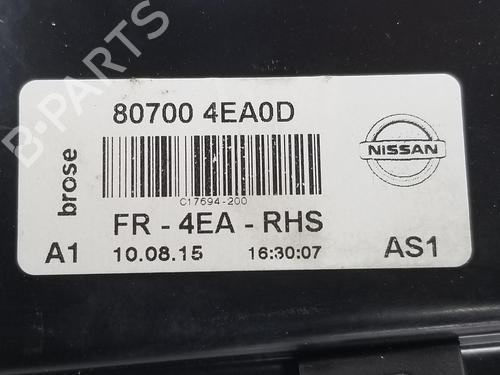 80700 4EA0D
brose
NISSAN
C17694-200
FR - 4EA - RHS
A1 10.08.15 16:30:07 AS1
B-PARTS